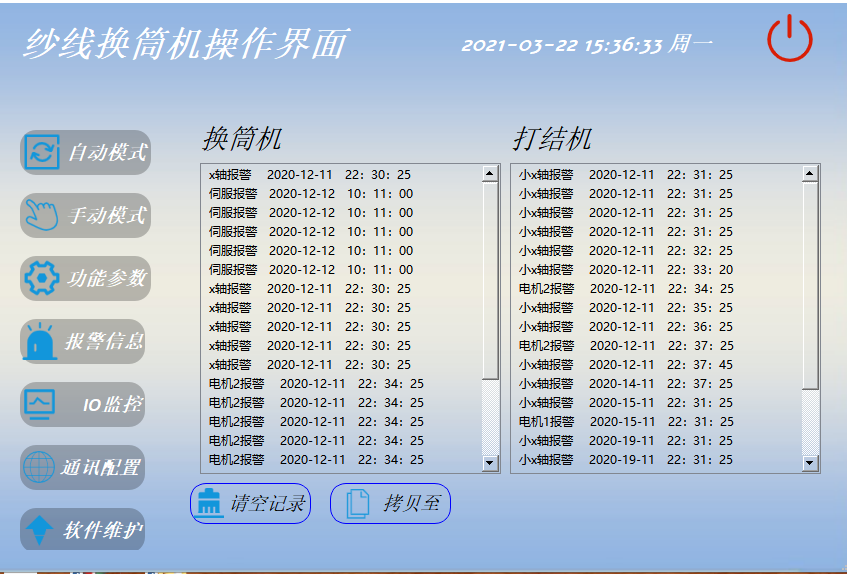 纱线换筒机操作界面
2021-03-22 15:36:33 周一
自动模式
手动模式
功能参数
报警信息
IO监控
通讯配置
软件维护
换筒机
x轴报警 2020-12-11 22：30：25
伺服报警 2020-12-12 10：11：00
伺服报警 2020-12-12 10：11：00
伺服报警 2020-12-12 10：11：00
伺服报警 2020-12-12 10：11：00
伺服报警 2020-12-12 10：11：00
x轴报警 2020-12-11 22：30：25
x轴报警 2020-12-11 22：30：25
x轴报警 2020-12-11 22：30：25
x轴报警 2020-12-11 22：30：25
x轴报警 2020-12-11 22：30：25
电机2报警 2020-12-11 22：34：25
电机2报警 2020-12-11 22：34：25
电机2报警 2020-12-11 22：34：25
电机2报警 2020-12-11 22：34：25
电机2报警 2020-12-11 22：34：25
打结机
小x轴报警 2020-12-11 22：31：25
小x轴报警 2020-12-11 22：31：25
小x轴报警 2020-12-11 22：31：25
小x轴报警 2020-12-11 22：31：25
小x轴报警 2020-12-11 22：32：25
小x轴报警 2020-12-11 22：33：20
电机2报警 2020-12-11 22：34：25
小x轴报警 2020-12-11 22：35：25
小x轴报警 2020-12-11 22：36：25
电机2报警 2020-12-11 22：37：25
小x轴报警 2020-12-11 22：37：45
小x轴报警 2020-14-11 22：37：25
小x轴报警 2020-15-11 22：31：25
电机1报警 2020-15-11 22：31：25
小x轴报警 2020-19-11 22：31：25
小x轴报警 2020-19-11 22：31：25
请空记录
拷贝至